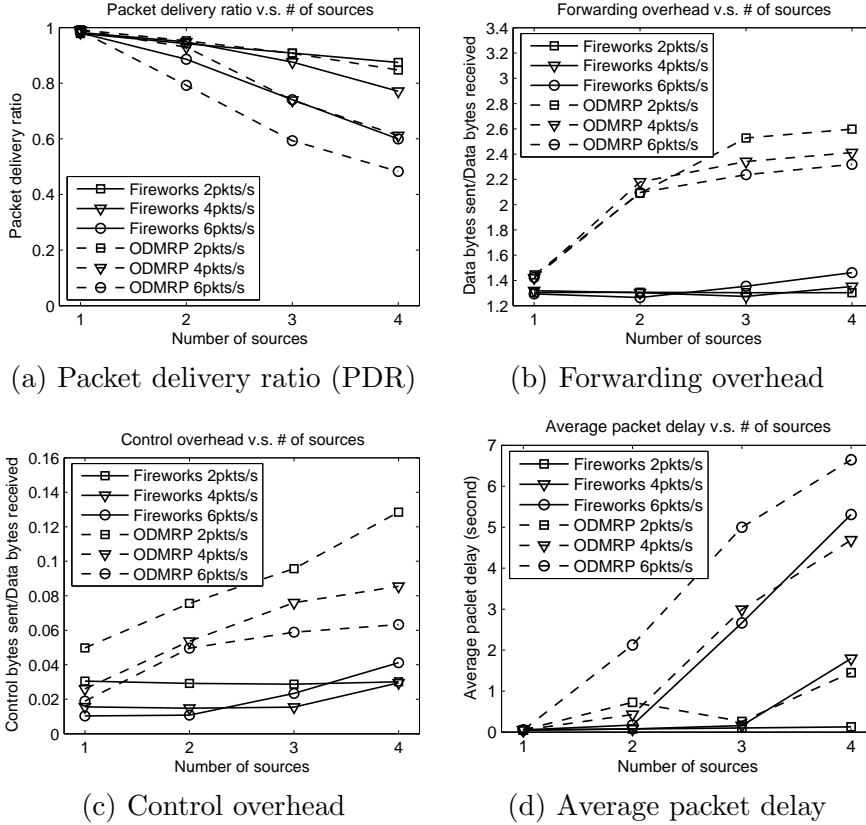 Packet delivery ratio v.s. # of sources
Packet delivery ratio
1
0.8
0.6
0.4
0.2
0
Fireworks 2pkts/s
Fireworks 4pkts/s
Fireworks 6pkts/s
ODMRP 2pkts/s
ODMRP 4pkts/s
ODMRP 6pkts/s
1 2 3 4
Number of sources
(a) Packet delivery ratio (PDR)
Forwarding overhead v.s. # of sources
Data bytes sent/Data bytes received
3.4
3.2
3
2.8
2.6
2.4
2.2
2
1.8
1.6
1.4
1.2
Fireworks 2pkts/s
Fireworks 4pkts/s
Fireworks 6pkts/s
ODMRP 2pkts/s
ODMRP 4pkts/s
ODMRP 6pkts/s
1 2 3 4
Number of sources
(b) Forwarding overhead
Control overhead v.s. # of sources
Control bytes sent/Data bytes received
0.16
0.14
0.12
0.1
0.08
0.06
0.04
0.02
0
Fireworks 2pkts/s
Fireworks 4pkts/s
Fireworks 6pkts/s
ODMRP 2pkts/s
ODMRP 4pkts/s
ODMRP 6pkts/s
1 2 3 4
Number of sources
(c) Control overhead
Average packet delay v.s. # of sources
Average paclet delay (second)
7
6
5
4
3
2
1
0
Fireworks 2pkts/s
Fireworks 4pkts/s
Fireworks 6pkts/s
ODMRP 2pkts/s
ODMRP 4pkts/s
ODMRP 6pkts/s
1 2 3 4
Number of sources
(d) Average packet delay